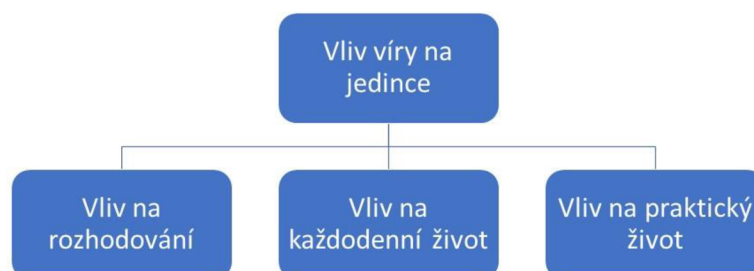 Vliv víry na
jedince
Vliv na
rozhodování
Vliv na
každodenní život
Vliv na praktický
život